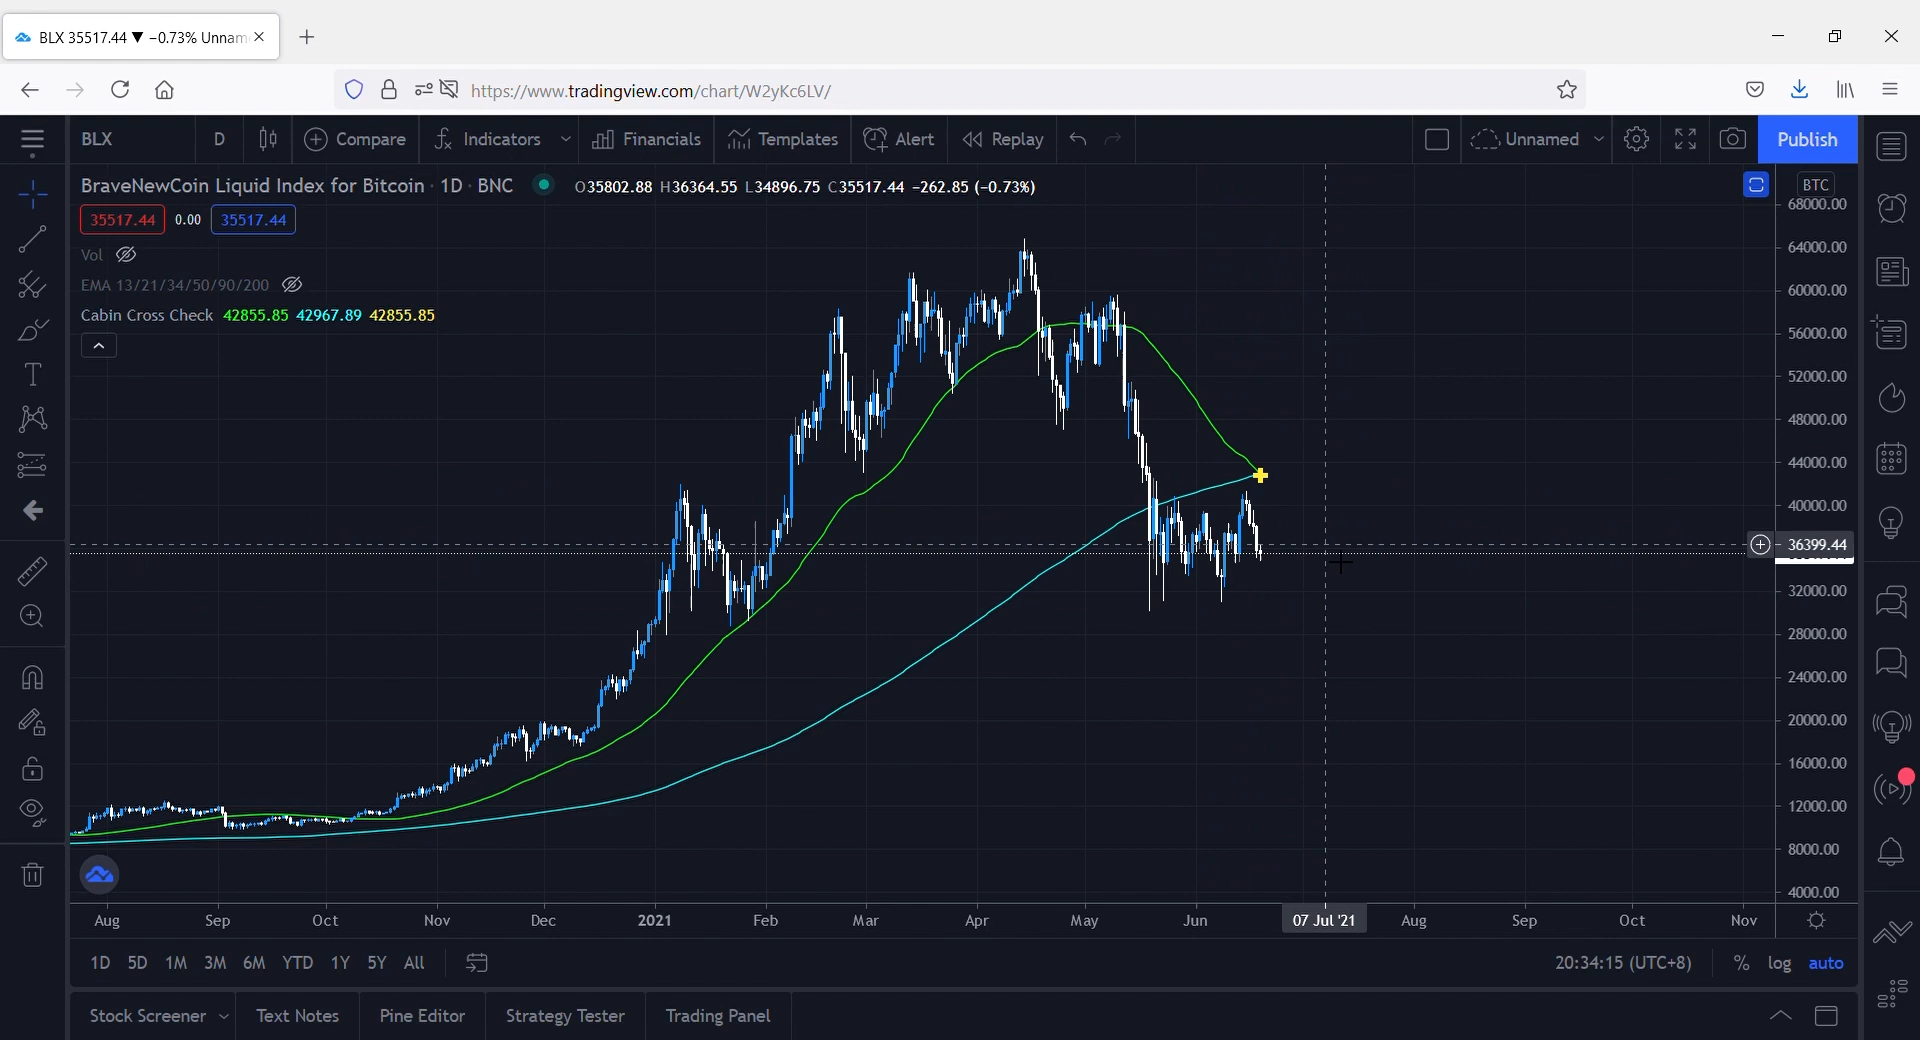 BLX 35517.44 ▼ −0.73% Unnam
https://www.tradingview.com/chart/W2yKc6LV/
BLX D Compare Indicators Financials Templates Alert Replay Unnamed Publish
BraveNewCoin Liquid Index for Bitcoin · 1D · BNC O35802.88 H36364.55 L34896.75 C35517.44 −262.85 (−0.73%)
BTC
35517.44 0.00 35517.44
Vol
EMA 13/21/34/50/90/200
Cabin Cross Check 42855.85 42967.89 42855.85
68000.00
64000.00
60000.00
56000.00
52000.00
48000.00
44000.00
40000.00
36399.44
32000.00
28000.00
24000.00
20000.00
16000.00
12000.00
8000.00
4000.00
Aug Sep Oct Nov Dec 2021 Feb Mar Apr May Jun 07 Jul '21 Aug Sep Oct Nov
1D 5D 1M 3M 6M YTD 1Y 5Y All 20:34:15 (UTC+8) % log auto
Stock Screener Text Notes Pine Editor Strategy Tester Trading Panel